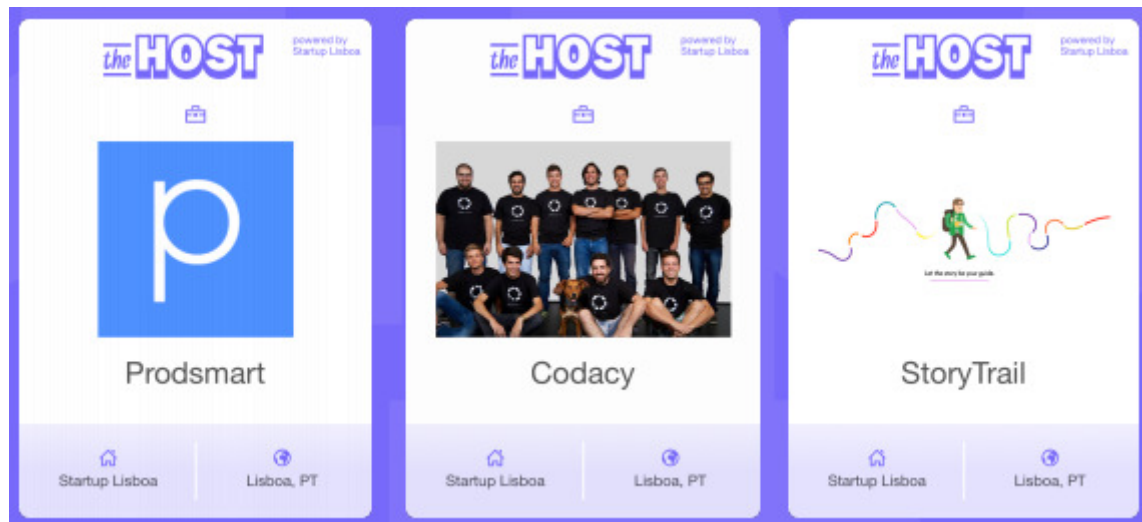 the HOST
powered by
Startup Lisboa
Prodsmart
Startup Lisboa
Lisboa, PT
the HOST
powered by
Startup Lisboa
Codacy
Startup Lisboa
Lisboa, PT
the HOST
powered by
Startup Lisboa
Let the story be your guide.
StoryTrail
Startup Lisboa
Lisboa, PT